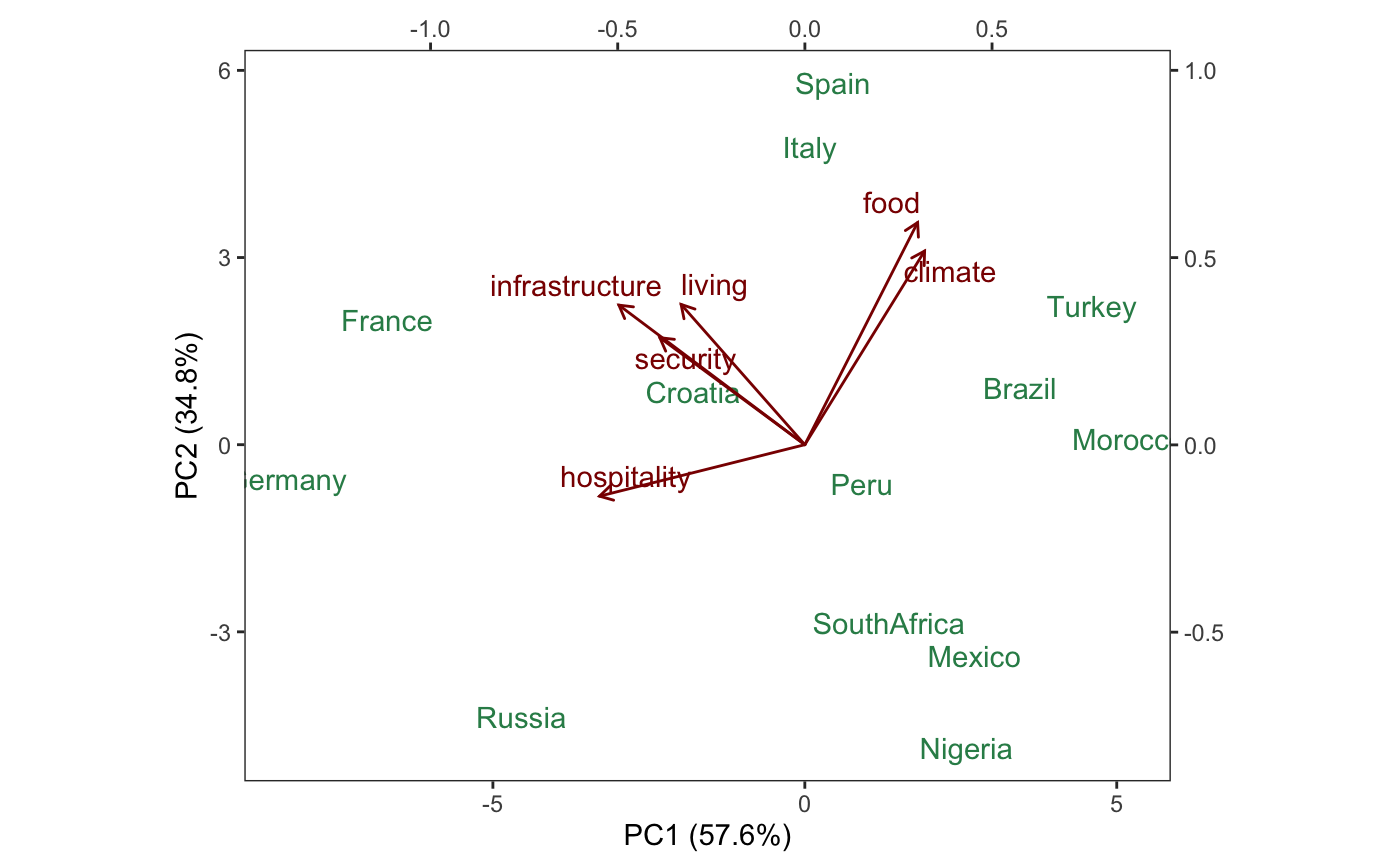 -1.0 -0.5 0.0 0.5
6 1.0
Spain
Italy
food
3 0.5
climate
infrastructure living
Turkey
France
security
Croatia Brazil
0 Morocc 0.0
ermany hospitality Peru
PC2 (34.8%)
SouthAfrica
-3 -0.5
Mexico
Russia
Nigeria
-5 0 5
PC1 (57.6%)